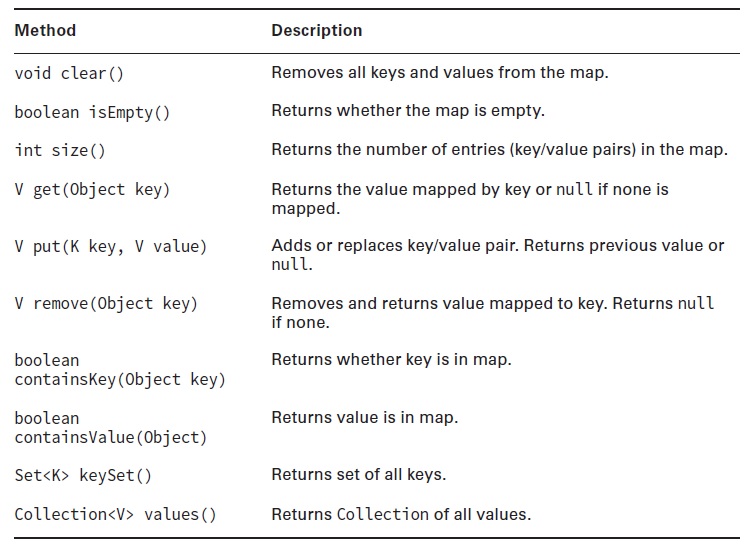 Method Description
void clear() Removes all keys and values from the map.
boolean isEmpty() Returns whether the map is empty.
int size() Returns the number of entries (key/value pairs) in the map.
V get(Object key) Returns the value mapped by key or null if none is
mapped.
V put(K key, V value) Adds or replaces key/value pair. Returns previous value or
null.
V remove(Object key) Removes and returns value mapped to key. Returns null
if none.
boolean Returns whether key is in map.
containsKey(Object key)
boolean Returns value is in map.
containsValue(Object)
Set<K> keySet() Returns set of all keys.
Collection<V> values() Returns Collection of all values.